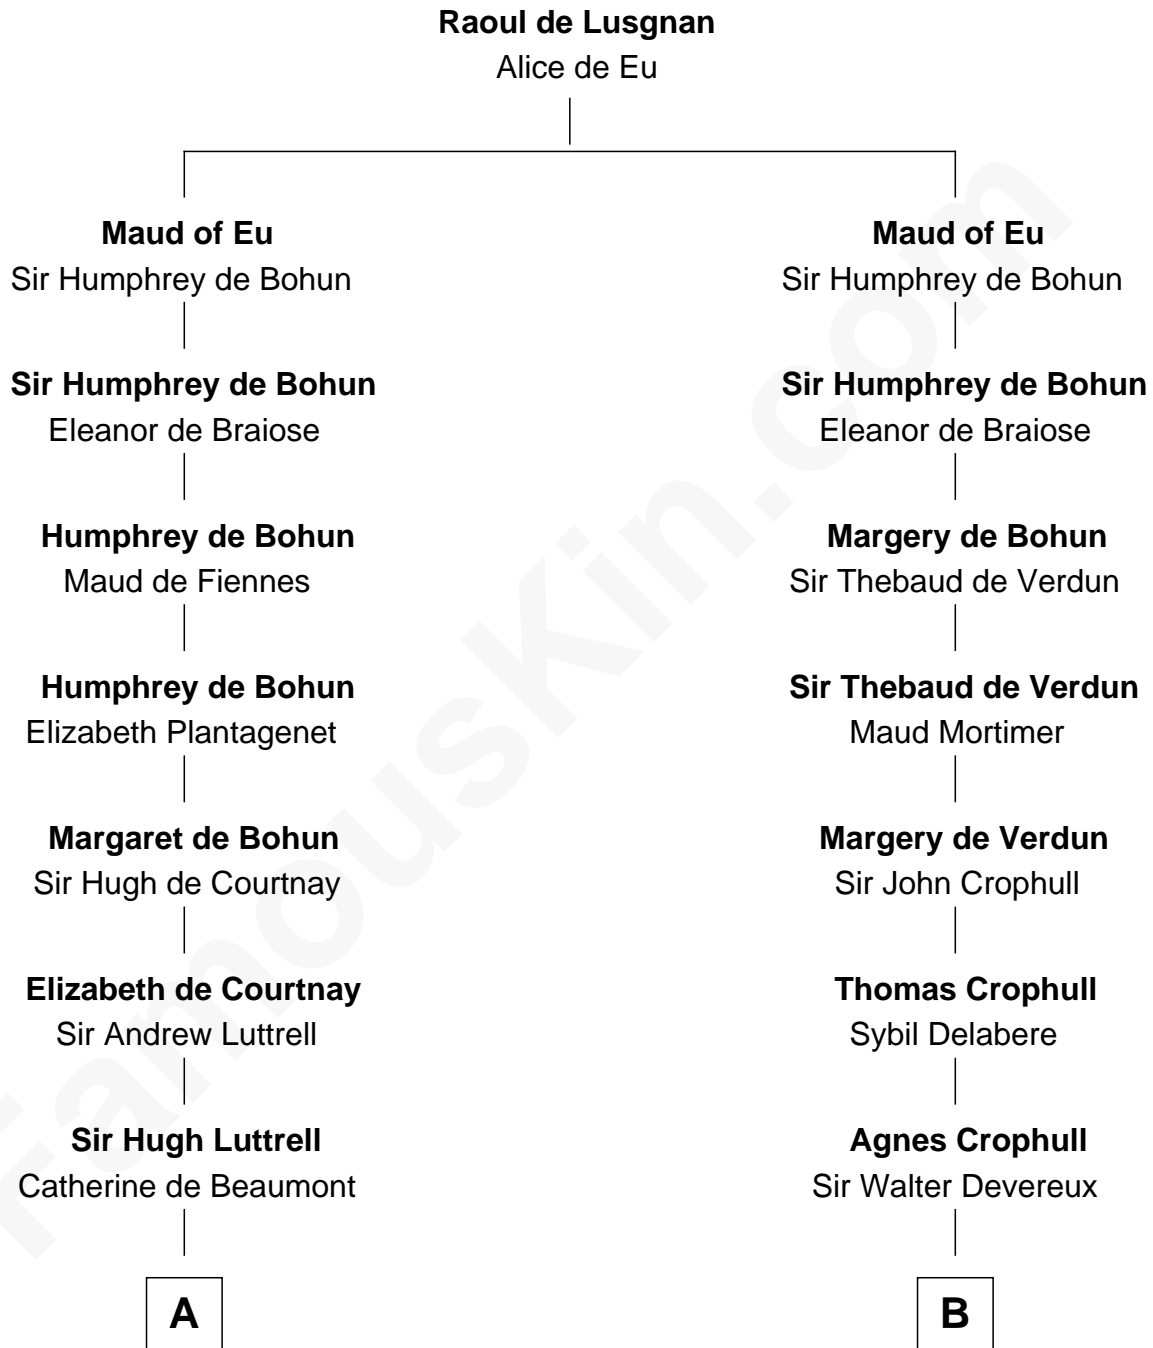 Raoul de Lusgnan
Alice de Eu
Maud of Eu
Sir Humphrey de Bohun
Maud of Eu
Sir Humphrey de Bohun
Sir Humphrey de Bohun
Eleanor de Braiose
Sir Humphrey de Bohun
Eleanor de Braiose
Humphrey de Bohun
Maud de Fiennes
Margery de Bohun
Sir Thebaud de Verdun
Humphrey de Bohun
Elizabeth Plantagenet
Sir Thebaud de Verdun
Maud Mortimer
Margaret de Bohun
Sir Hugh de Courtnay
Margery de Verdun
Sir John Crophull
Elizabeth de Courtnay
Sir Andrew Luttrell
Thomas Crophull
Sybil Delabere
Sir Hugh Luttrell
Catherine de Beaumont
Agnes Crophull
Sir Walter Devereux
A
B
FamousKin.com